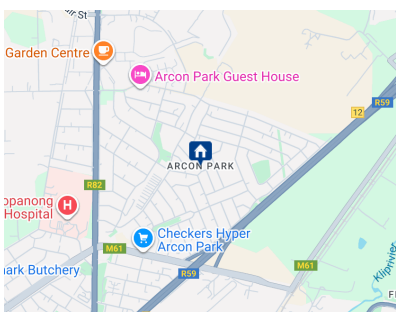 Garden Centre
Arcon Park Guest House
R59
12
ARCON PARK
R82
opanong
Hospital
Checkers Hyper
Arcon Park
M61
M61
ark Butchery
R59